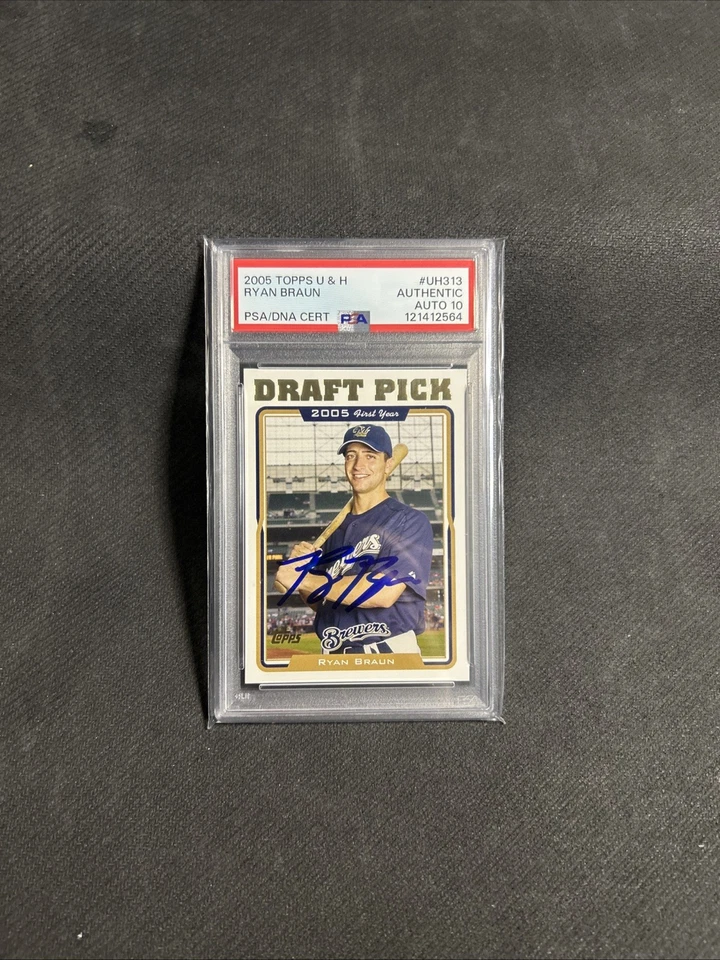 2005 TOPPS U & H #UH313
RYAN BRAUN AUTHENTIC
AUTO 10
PSA/DNA CERT PSA 121412564
DRAFT PICK
2005 First Year
Brewers
Topps
RYAN BRAUN